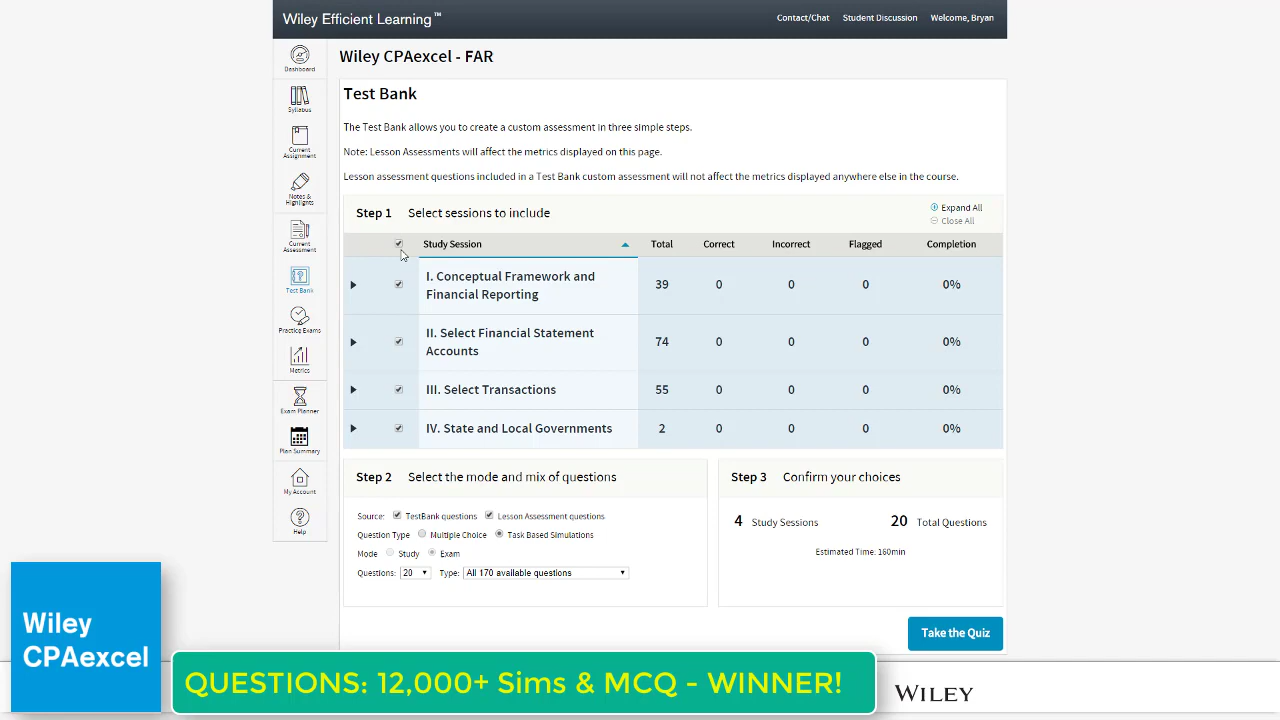 Wiley Efficient Learning™
Contact/Chat Student Discussion Welcome, Bryan
Dashboard
Syllabus
Current Assignment
Notes & Highlights
Current Assessment
Test Bank
Practice Exams
Metrics
Exam Planner
Plan Summary
My Account
Help
Wiley CPAexcel - FAR
Test Bank
The Test Bank allows you to create a custom assessment in three simple steps.
Note: Lesson Assessments will affect the metrics displayed on this page.
Lesson assessment questions included in a Test Bank custom assessment will not affect the metrics displayed anywhere else in the course.
Step 1 Select sessions to include
Expand All
Close All
Study Session Total Correct Incorrect Flagged Completion
I. Conceptual Framework and
Financial Reporting 39 0 0 0 0%
II. Select Financial Statement
Accounts 74 0 0 0 0%
III. Select Transactions 55 0 0 0 0%
IV. State and Local Governments 2 0 0 0 0%
Step 2 Select the mode and mix of questions
Source: TestBank questions Lesson Assessment questions
Question Type Multiple Choice Task Based Simulations
Mode Study Exam
Questions: 20 Type: All 170 available questions
Step 3 Confirm your choices
4 Study Sessions 20 Total Questions
Estimated Time: 160min
Take the Quiz
Wiley
CPAexcel
QUESTIONS: 12,000+ Sims & MCQ - WINNER!
WILEY